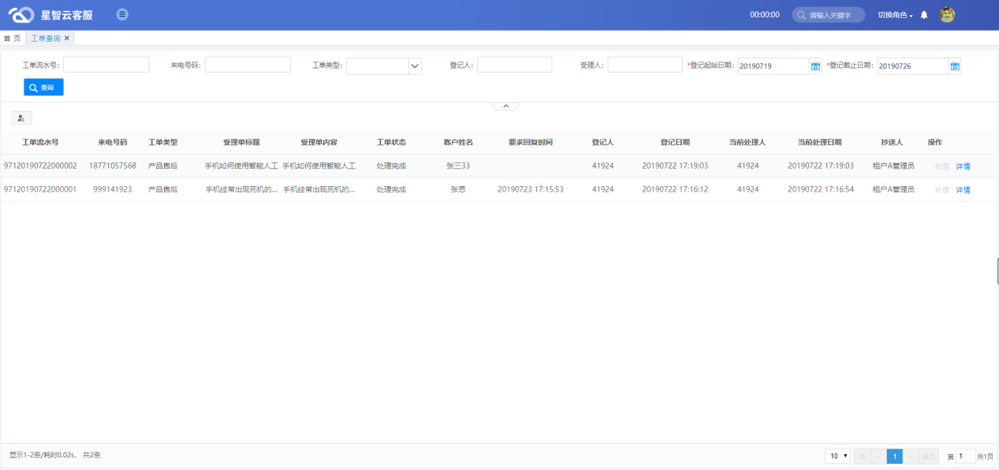 星智云客服
00:00:00 请输入关键字 切换角色
首 页 工单查询 ×
工单流水号: 来电号码: 工单类型: 登记人: 受理人: *登记起始日期: 20190719 *登记截止日期: 20190726
查询
工单流水号 来电号码 工单类型 受理单标题 受理单内容 工单状态 客户姓名 要求回复时间 登记人 登记日期 当前处理人 当前处理日期 抄送人 操作
97120190722000002 18771057568 产品售后 手机如何使用智能人工 手机如何使用智能人工 处理完成 张三33 41924 20190722 17:19:03 41924 20190722 17:19:03 租户A管理员 处理 详情
97120190722000001 999141923 产品售后 手机经常出现死机的... 手机经常出现死机的... 处理完成 张思 20190723 17:15:53 41924 20190722 17:16:12 41924 20190722 17:16:54 租户A管理员 处理 详情
显示1-2条/耗时0.02s， 共2条
10 首 « 1 » 尾页 第 1 共1页